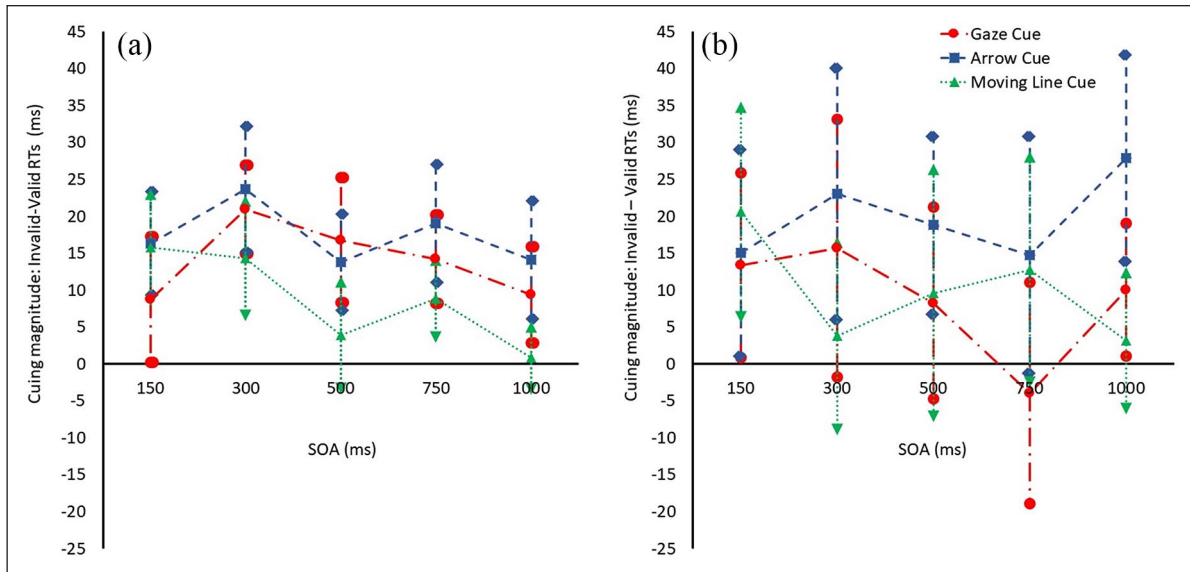 (a)
Cuing magnitude: Invalid-Valid RTs (ms)
45
40
35
30
25
20
15
10
5
0
-5
-10
-15
-20
-25
150 300 500 750 1000
SOA (ms)
(b)
Gaze Cue
Arrow Cue
Moving Line Cue
Cuing magnitude: Invalid – Valid RTs (ms)
45
40
35
30
25
20
15
10
5
0
-5
-10
-15
-20
-25
150 300 500 750 1000
SOA (ms)